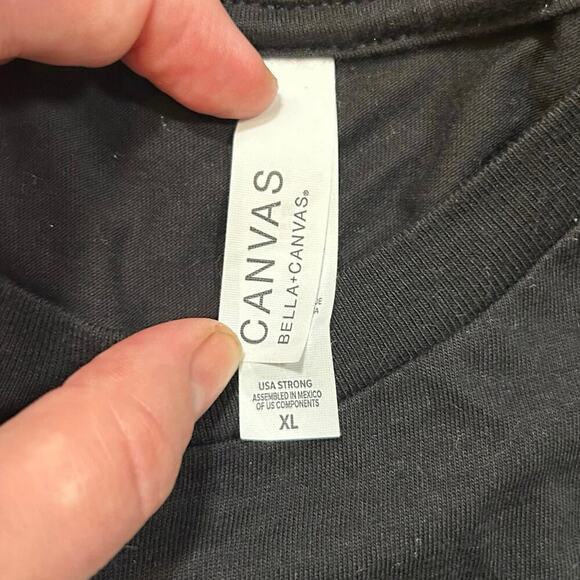 CANVAS
BELLA+CANVAS®
USA STRONG
ASSEMBLED IN MEXICO
OF US COMPONENTS
XL